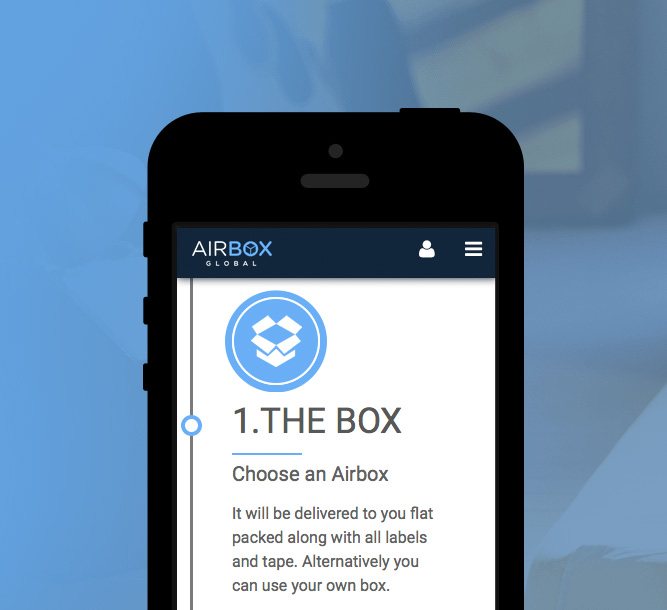 AIRBOX
GLOBAL
1.THE BOX
Choose an Airbox
It will be delivered to you flat
packed along with all labels
and tape. Alternatively you
can use your own box.